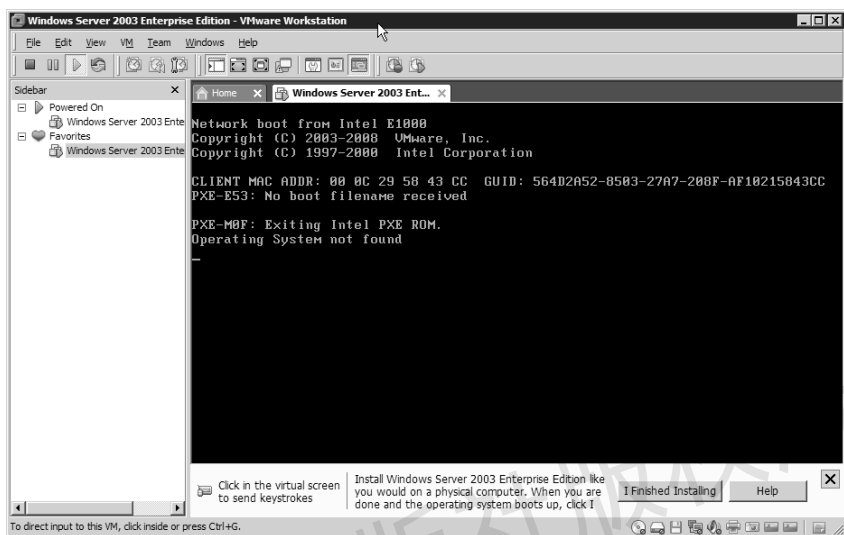 Windows Server 2003 Enterprise Edition - VMware Workstation
File Edit View VM Team Windows Help
Sidebar
Powered On
Windows Server 2003 Ente
Favorites
Windows Server 2003 Ente
Home Windows Server 2003 Ent...
Network boot from Intel E1000
Copyright (C) 2003-2008 VMware, Inc.
Copyright (C) 1997-2000 Intel Corporation
CLIENT MAC ADDR: 00 0C 29 58 43 CC GUID: 564D2A52-8503-27A7-208F-AF10215843CC
PXE-E53: No boot filename received
PXE-M0F: Exiting Intel PXE ROM.
Operating System not found
Click in the virtual screen
to send keystrokes
Install Windows Server 2003 Enterprise Edition like
you would on a physical computer. When you are
done and the operating system boots up, click I
I Finished Installing Help
To direct input to this VM, click inside or press Ctrl+G.